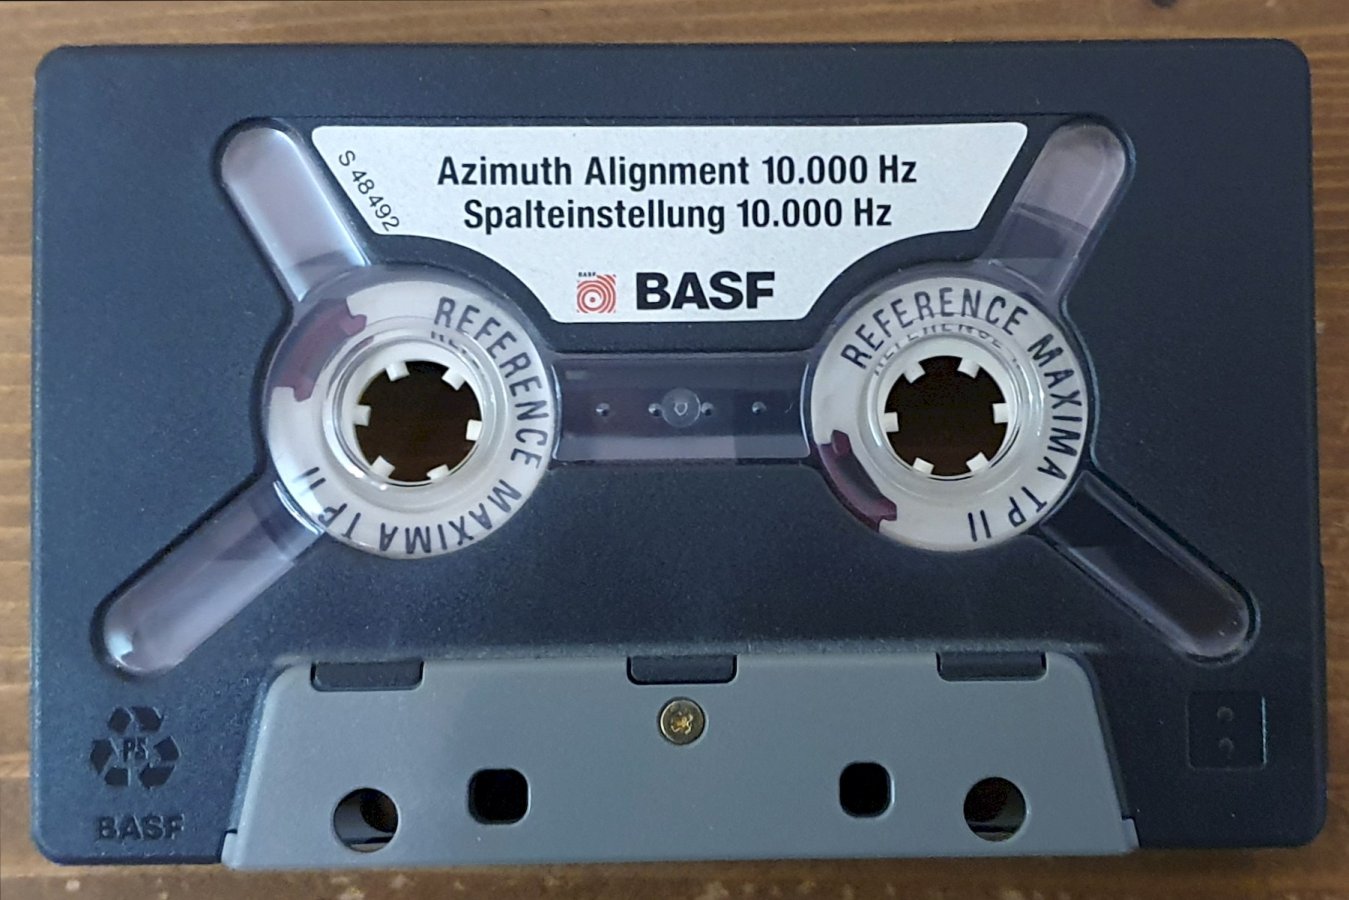 S 48492
Azimuth Alignment 10.000 Hz
Spalteinstellung 10.000 Hz
BASF
BASF
REFERENCE MAXIMA TP II
REFERENCE MAXIMA TP II
PS
BASF